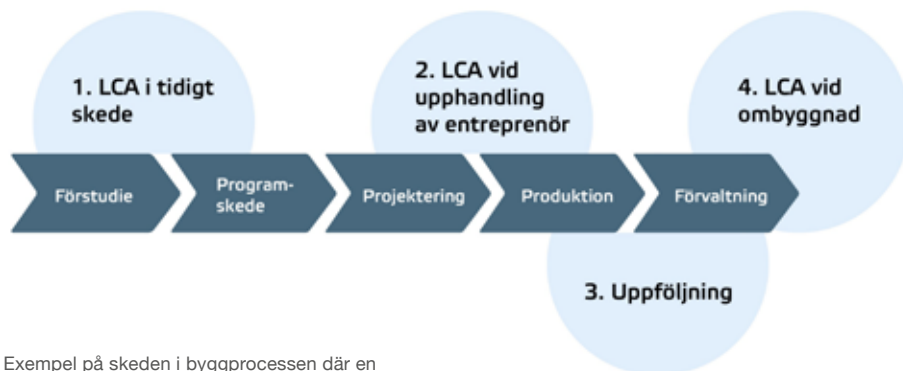 1. LCA i tidigt
skede
2. LCA vid
upphandling
av entreprenör
4. LCA vid
ombyggnad
Förstudie
Program-
skede
Projektering
Produktion
Förvaltning
3. Uppföljning
Exempel på skeden i byggprocessen där en